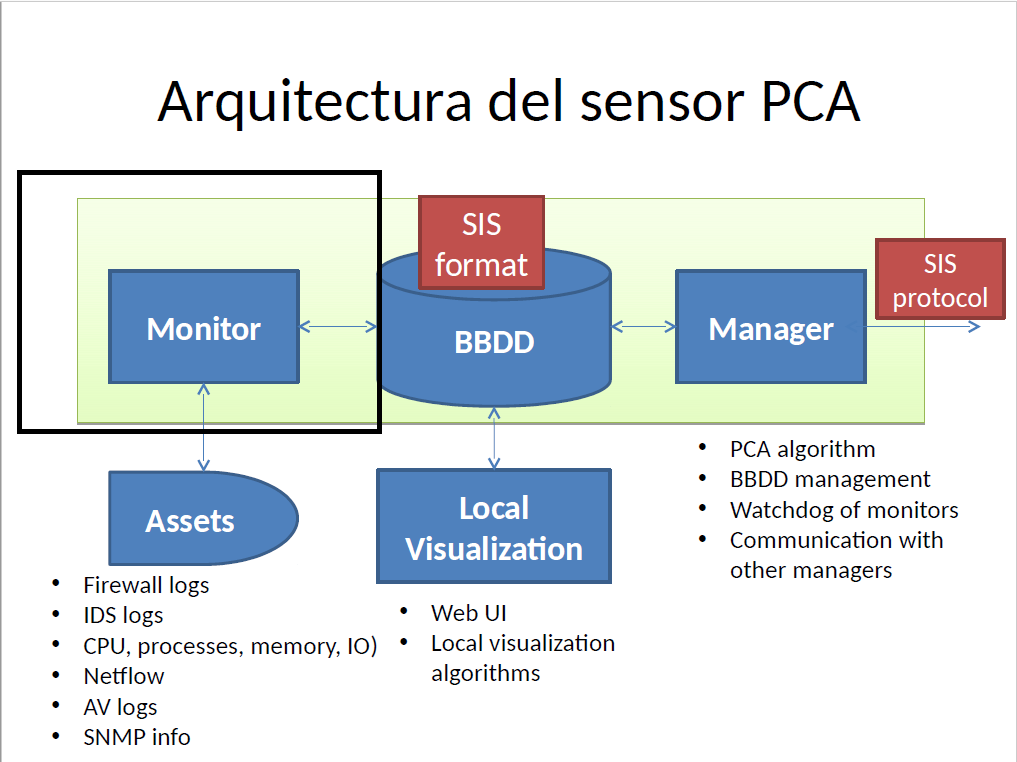 Arquitectura del sensor PCA
SIS
format
SIS
protocol
Monitor
BBDD
Manager
Assets
Local
Visualization
• PCA algorithm
• BBDD management
• Watchdog of monitors
• Communication with
other managers
• Firewall logs
• IDS logs
• CPU, processes, memory, IO)
• Netflow
• AV logs
• SNMP info
• Web UI
• Local visualization
algorithms